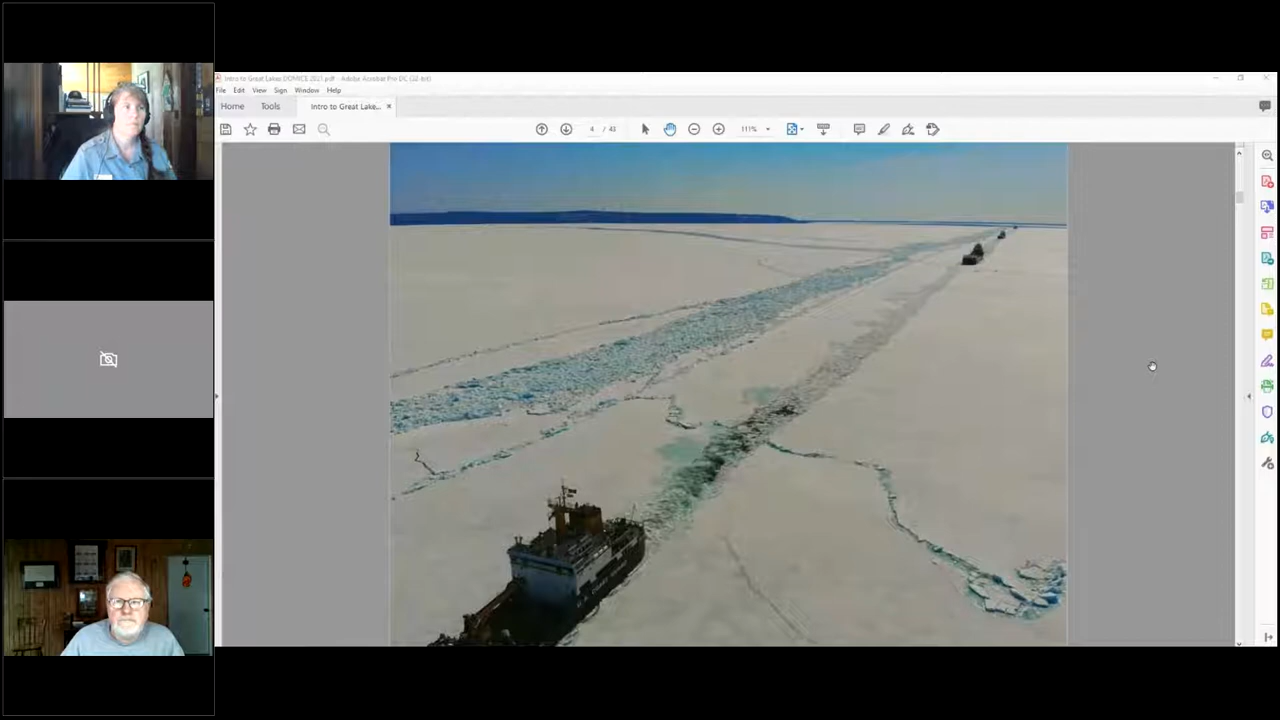 Intro to Great Lakes DOMICE 2021.pdf - Adobe Acrobat Pro DC (32-bit)
File Edit View Sign Window Help
Home Tools Intro to Great Lake... ×
4 / 43 111%